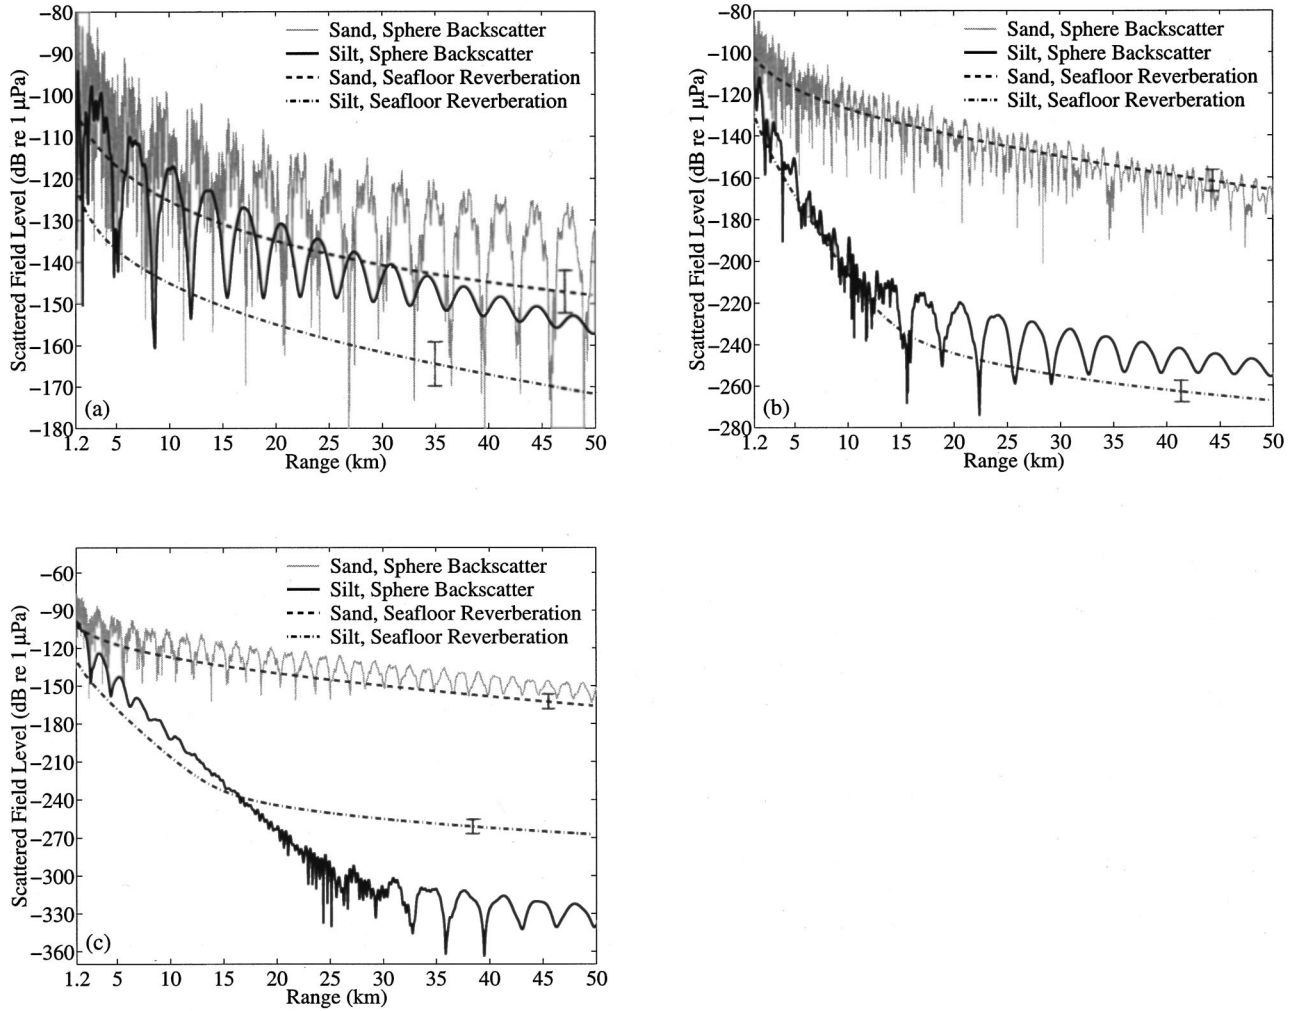 Sand, Sphere Backscatter
Silt, Sphere Backscatter
Sand, Seafloor Reverberation
Silt, Seafloor Reverberation
Scattered Field Level (dB re 1 μPa)
−80
−90
−100
−110
−120
−130
−140
−150
−160
−170
−180
(a)
1.2 5 10 15 20 25 30 35 40 45 50
Range (km)
Sand, Sphere Backscatter
Silt, Sphere Backscatter
Sand, Seafloor Reverberation
Silt, Seafloor Reverberation
Scattered Field Level (dB re 1 μPa)
−80
−100
−120
−140
−160
−180
−200
−220
−240
−260
−280
(b)
1.2 5 10 15 20 25 30 35 40 45 50
Range (km)
Sand, Sphere Backscatter
Silt, Sphere Backscatter
Sand, Seafloor Reverberation
Silt, Seafloor Reverberation
Scattered Field Level (dB re 1 μPa)
−60
−90
−120
−150
−180
−210
−240
−270
−300
−330
−360
(c)
1.2 5 10 15 20 25 30 35 40 45 50
Range (km)